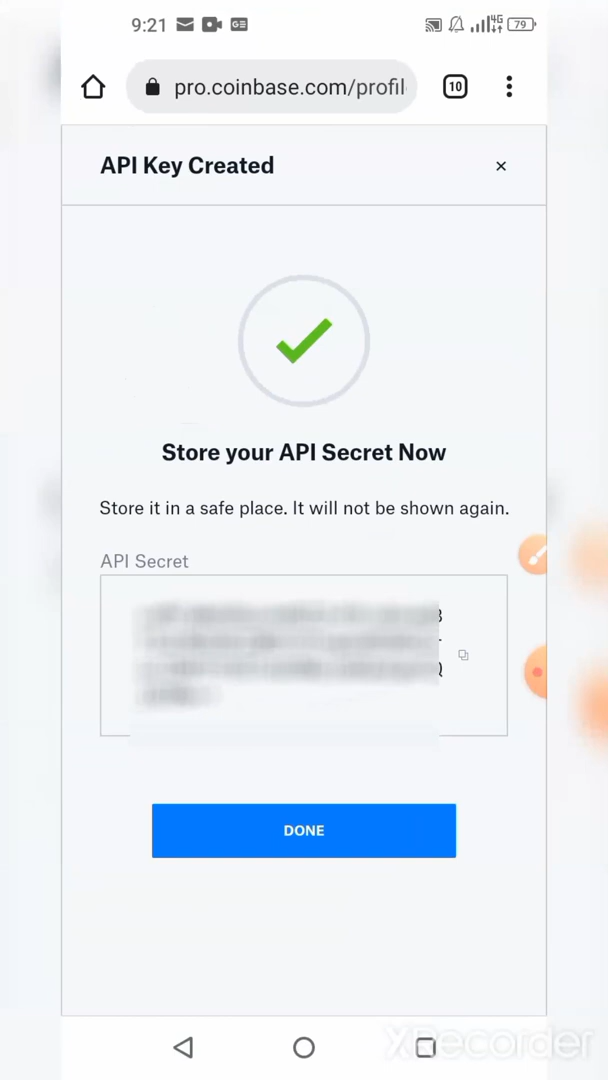 9:21
4G
79
pro.coinbase.com/profil
10
API Key Created
Store your API Secret Now
Store it in a safe place. It will not be shown again.
API Secret
DONE
XRecorder